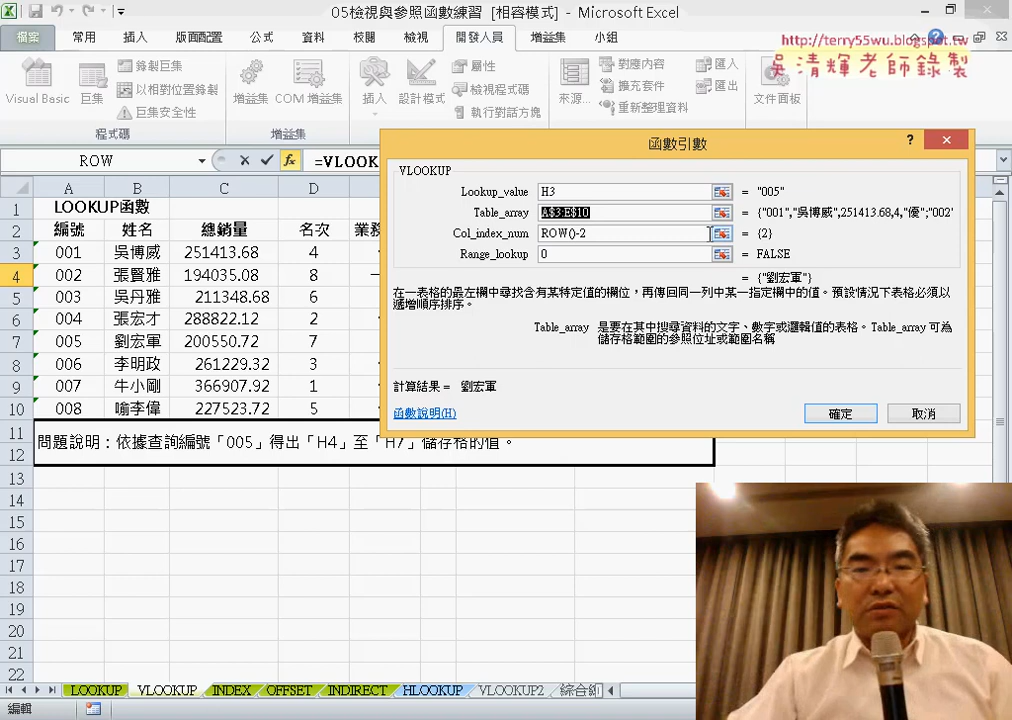 05檢視與參照函數練習 [相容模式] - Microsoft Excel
檔案 常用 插入 版面配置 公式 資料 校閱 檢視 開發人員 增益集 小組
http://terry55wu.blogspot.tw
吳清輝老師錄製
Visual Basic 巨集 錄製巨集 以相對位置錄製 巨集安全性
增益集 COM 增益集 插入 設計模式 屬性 檢視程式碼 執行對話方塊
來源... 對應內容 擴充套件 重新整理資料 匯入 匯出 文件面板
程式碼 增益集
ROW =VLOOK
函數引數
VLOOKUP
Lookup_value H3 = "005"
Table_array A$3:E$10 = {"001","吳博威",251413.68,4,"優";"002"
Col_index_num ROW()-2 = {2}
Range_lookup 0 = FALSE
= {"劉宏軍"}
在一表格的最左欄中尋找含有某特定值的欄位，再傳回同一列中某一指定欄中的值。預設情況下表格必須以
遞增順序排序。
Table_array 是要在其中搜尋資料的文字、數字或邏輯值的表格。Table_array 可為
儲存格範圍的參照位址或範圍名稱
計算結果 = 劉宏軍
函數說明(H)
確定 取消
A B C D
1 LOOKUP函數
2 編號 姓名 總銷量 名次 業務
3 001 吳博威 251413.68 4
4 002 張賢雅 194035.08 8
5 003 吳丹雅 211348.68 6
6 004 張宏才 288822.12 2
7 005 劉宏軍 200550.72 7
8 006 李明政 261229.32 3
9 007 牛小剛 366907.92 1
10 008 喻李偉 227523.72 5
11 問題說明：依據查詢編號「005」得出「H4」至「H7」儲存格的值。
12
13
14
15
16
17
18
19
20
21
22
LOOKUP VLOOKUP INDEX OFFSET INDIRECT HLOOKUP VLOOKUP2
編輯